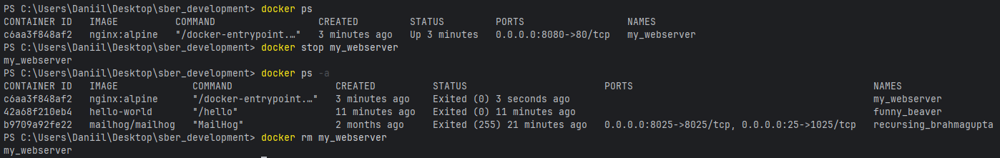 PS C:\Users\Daniil\Desktop\sber_development> docker ps
CONTAINER ID   IMAGE          COMMAND                  CREATED         STATUS         PORTS                  NAMES
c6aa3f848af2   nginx:alpine   "/docker-entrypoint.…"   3 minutes ago   Up 3 minutes   0.0.0.0:8080->80/tcp   my_webserver
PS C:\Users\Daniil\Desktop\sber_development> docker stop my_webserver
my_webserver
PS C:\Users\Daniil\Desktop\sber_development> docker ps -a
CONTAINER ID   IMAGE             COMMAND                  CREATED          STATUS                        PORTS                                          NAMES
c6aa3f848af2   nginx:alpine      "/docker-entrypoint.…"   3 minutes ago    Exited (0) 3 seconds ago                                                     my_webserver
42a68f210eb4   hello-world       "/hello"                 11 minutes ago   Exited (0) 11 minutes ago                                                    funny_beaver
b9709a92fe22   mailhog/mailhog   "MailHog"                2 months ago     Exited (255) 21 minutes ago   0.0.0.0:8025->8025/tcp, 0.0.0.0:25->1025/tcp   recursing_brahmagupta
PS C:\Users\Daniil\Desktop\sber_development> docker rm my_webserver
my_webserver